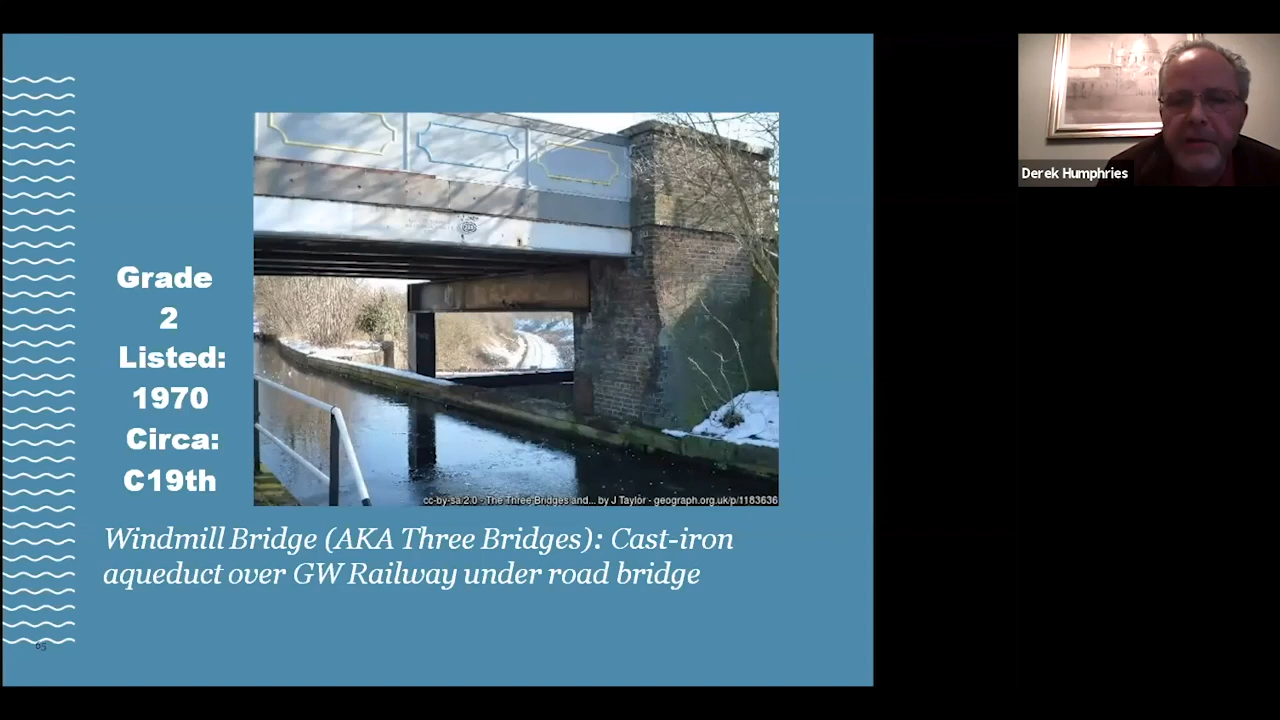 Grade
2
Listed:
1970
Circa:
C19th
cc-by-sa/2.0 - The Three Bridges and... by J Taylor - geograph.org.uk/p/1183636
Windmill Bridge (AKA Three Bridges): Cast-iron
aqueduct over GW Railway under road bridge
65
Derek Humphries